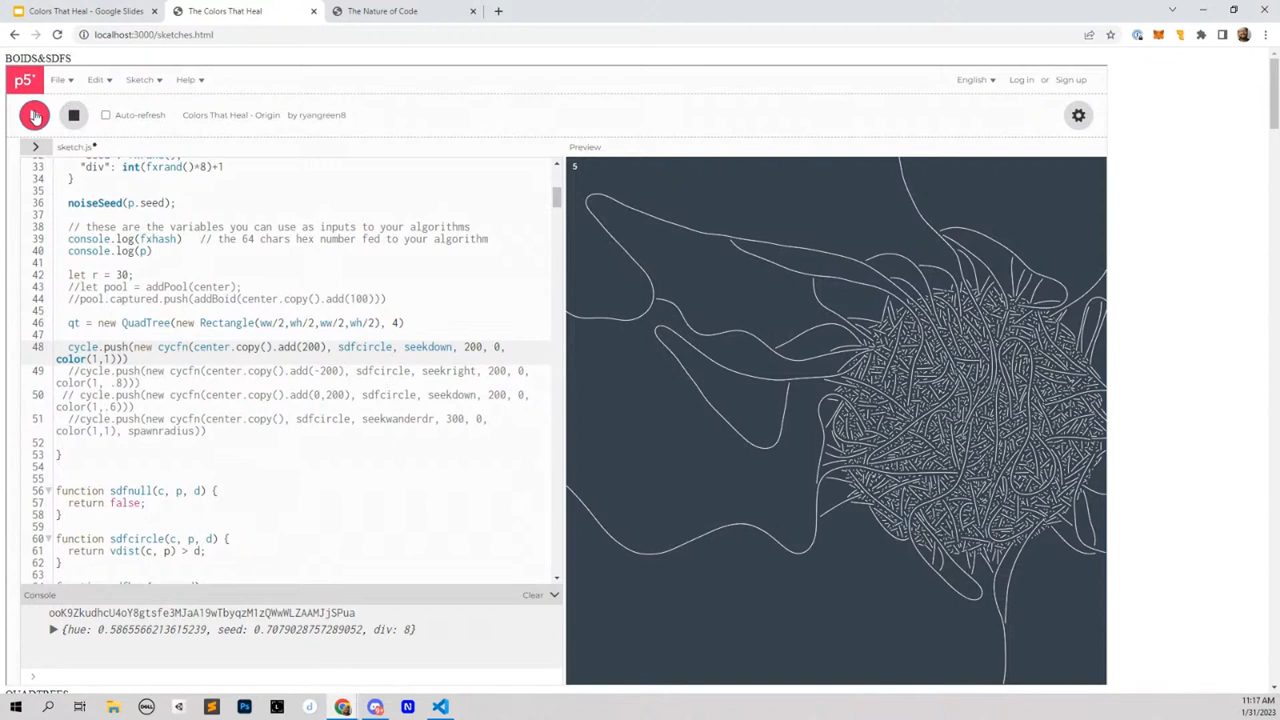 Colors That Heal - Google Slides
The Colors That Heal
The Nature of Code
localhost:3000/sketches.html
BOIDS&SDFS
p5*
File
Edit
Sketch
Help
English
Log in or Sign up
Auto-refresh
Colors That Heal - Origin by ryangreen8
sketch.js
Preview
33 "div": int(fxrand()*8)+1
34 }
35
36 noiseSeed(p.seed);
37
38 // these are the variables you can use as inputs to your algorithms
39 console.log(fxhash) // the 64 chars hex number fed to your algorithm
40 console.log(p)
41
42 let r = 30;
43 //let pool = addPool(center);
44 //pool.captured.push(addBoid(center.copy().add(100)))
45
46 qt = new QuadTree(new Rectangle(ww/2,wh/2,ww/2,wh/2), 4)
47
48 cycle.push(new cycfn(center.copy().add(200), sdfcircle, seekdown, 200, 0,
color(1,1)))
49 //cycle.push(new cycfn(center.copy().add(-200), sdfcircle, seekright, 200, 0,
color(1, .8)))
50 // cycle.push(new cycfn(center.copy().add(0,200), sdfcircle, seekdown, 200, 0,
color(1,.6)))
51 //cycle.push(new cycfn(center.copy(), sdfcircle, seekwanderdr, 300, 0,
color(1,1), spawnradius))
52
53 }
54
55
56 function sdfnull(c, p, d) {
57 return false;
58 }
59
60 function sdfcircle(c, p, d) {
61 return vdist(c, p) > d;
62 }
63
5
Console
Clear
ooK9ZkudhcU4oY8gtsfe3MJaA19wTbyqzM1zQWwWLZAAMJjSPua
{hue: 0.5865566213615239, seed: 0.7079028757289052, div: 8}
11:17 AM
1/31/2023